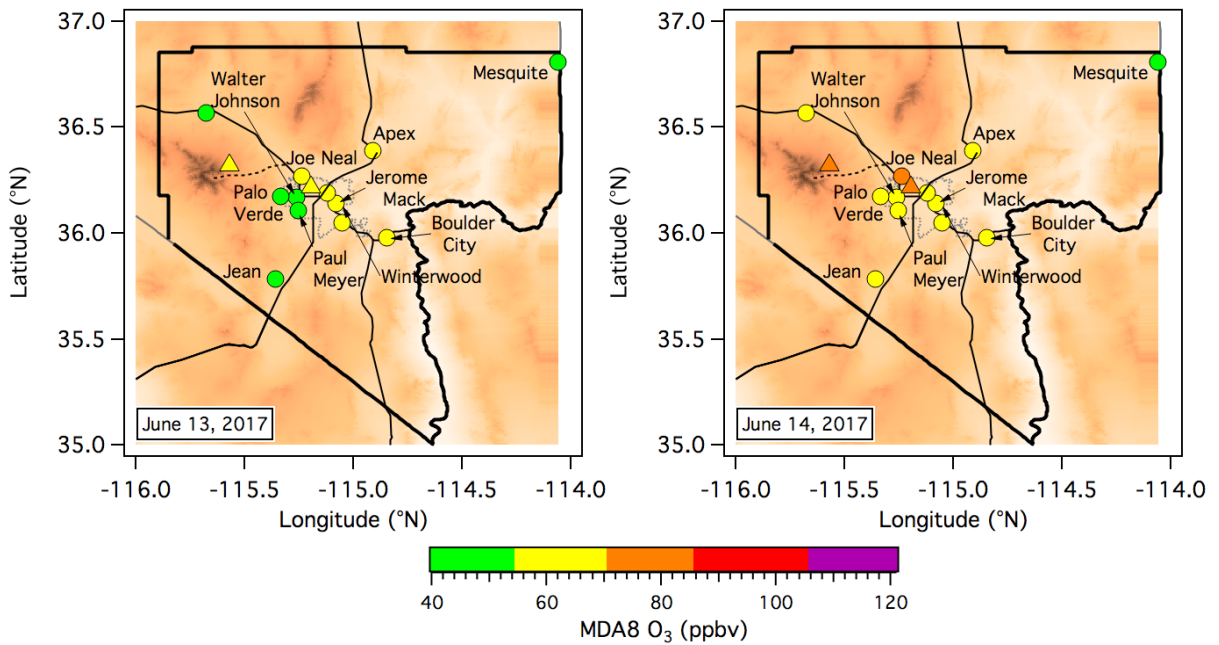 37.0
36.5
36.0
35.5
35.0
Latitude (°N)
Walter
Johnson
Mesquite
Apex
Joe Neal
Jerome
Mack
Palo
Verde
Boulder
City
Jean
Paul
Meyer
Winterwood
June 13, 2017
-116.0
-115.5
-115.0
-114.5
-114.0
Longitude (°N)
37.0
36.5
36.0
35.5
35.0
Latitude (°N)
Walter
Johnson
Mesquite
Apex
Joe Neal
Jerome
Mack
Palo
Verde
Boulder
City
Jean
Paul
Meyer
Winterwood
June 14, 2017
-116.0
-115.5
-115.0
-114.5
-114.0
Longitude (°N)
40
60
80
100
120
MDA8 O₃ (ppbv)